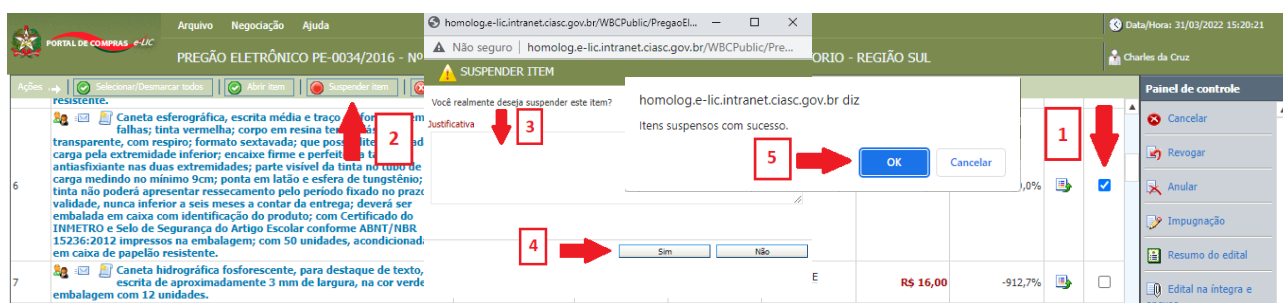 Arquivo Negociação Ajuda
PORTAL DE COMPRAS e-LIC
PREGÃO ELETRÔNICO PE-0034/2016 - Nº
ORIO - REGIÃO SUL
Data/Hora: 31/03/2022 15:20:21
Charles da Cruz
Ações
Selecionar/Desmarcar todos
Abrir item
Suspender item
homolog.e-lic.intranet.ciasc.gov.br/WBCPublic/PregaoEl...
Não seguro | homolog.e-lic.intranet.ciasc.gov.br/WBCPublic/Pre...
SUSPENDER ITEM
Você realmente deseja suspender este item?
Justificativa
3
4
Sim
Não
homolog.e-lic.intranet.ciasc.gov.br diz
Itens suspensos com sucesso.
5
OK
Cancelar
1
2
resistente.
6
Caneta esferográfica, escrita média e traço
falhas; tinta vermelha; corpo em resina
transparente, com respiro; formato sextavada; que
carga pela extremidade inferior; encaixe firme e
antiasfixiante nas duas extremidades; parte visível da tinta no tubo de
carga medindo no mínimo 9cm; ponta em latão e esfera de tungstênio;
tinta não poderá apresentar ressecamento pelo período fixado no prazo
validade, nunca inferior a seis meses a contar da entrega; deverá ser
embalada em caixa com identificação do produto; com Certificado do
INMETRO e Selo de Segurança do Artigo Escolar conforme ABNT/NBR
15236:2012 impressos na embalagem; com 50 unidades, acondicionad
em caixa de papelão resistente.
,0%
7
Caneta hidrográfica fosforescente, para destaque de texto,
escrita de aproximadamente 3 mm de largura, na cor verde
embalagem com 12 unidades.
E
R$ 16,00
-912,7%
Painel de controle
Cancelar
Revogar
Anular
Impugnação
Resumo do edital
Edital na íntegra e